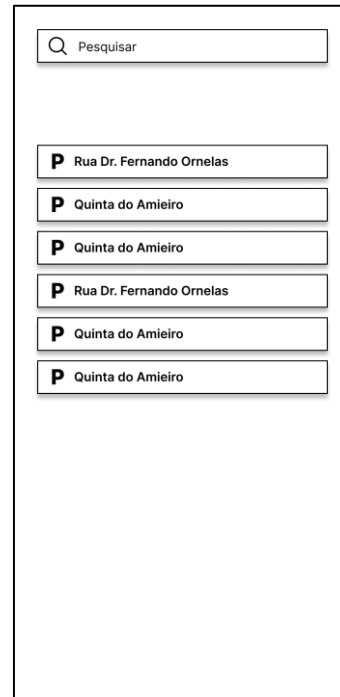 Pesquisar
P Rua Dr. Fernando Ornelas
P Quinta do Amieiro
P Quinta do Amieiro
P Rua Dr. Fernando Ornelas
P Quinta do Amieiro
P Quinta do Amieiro